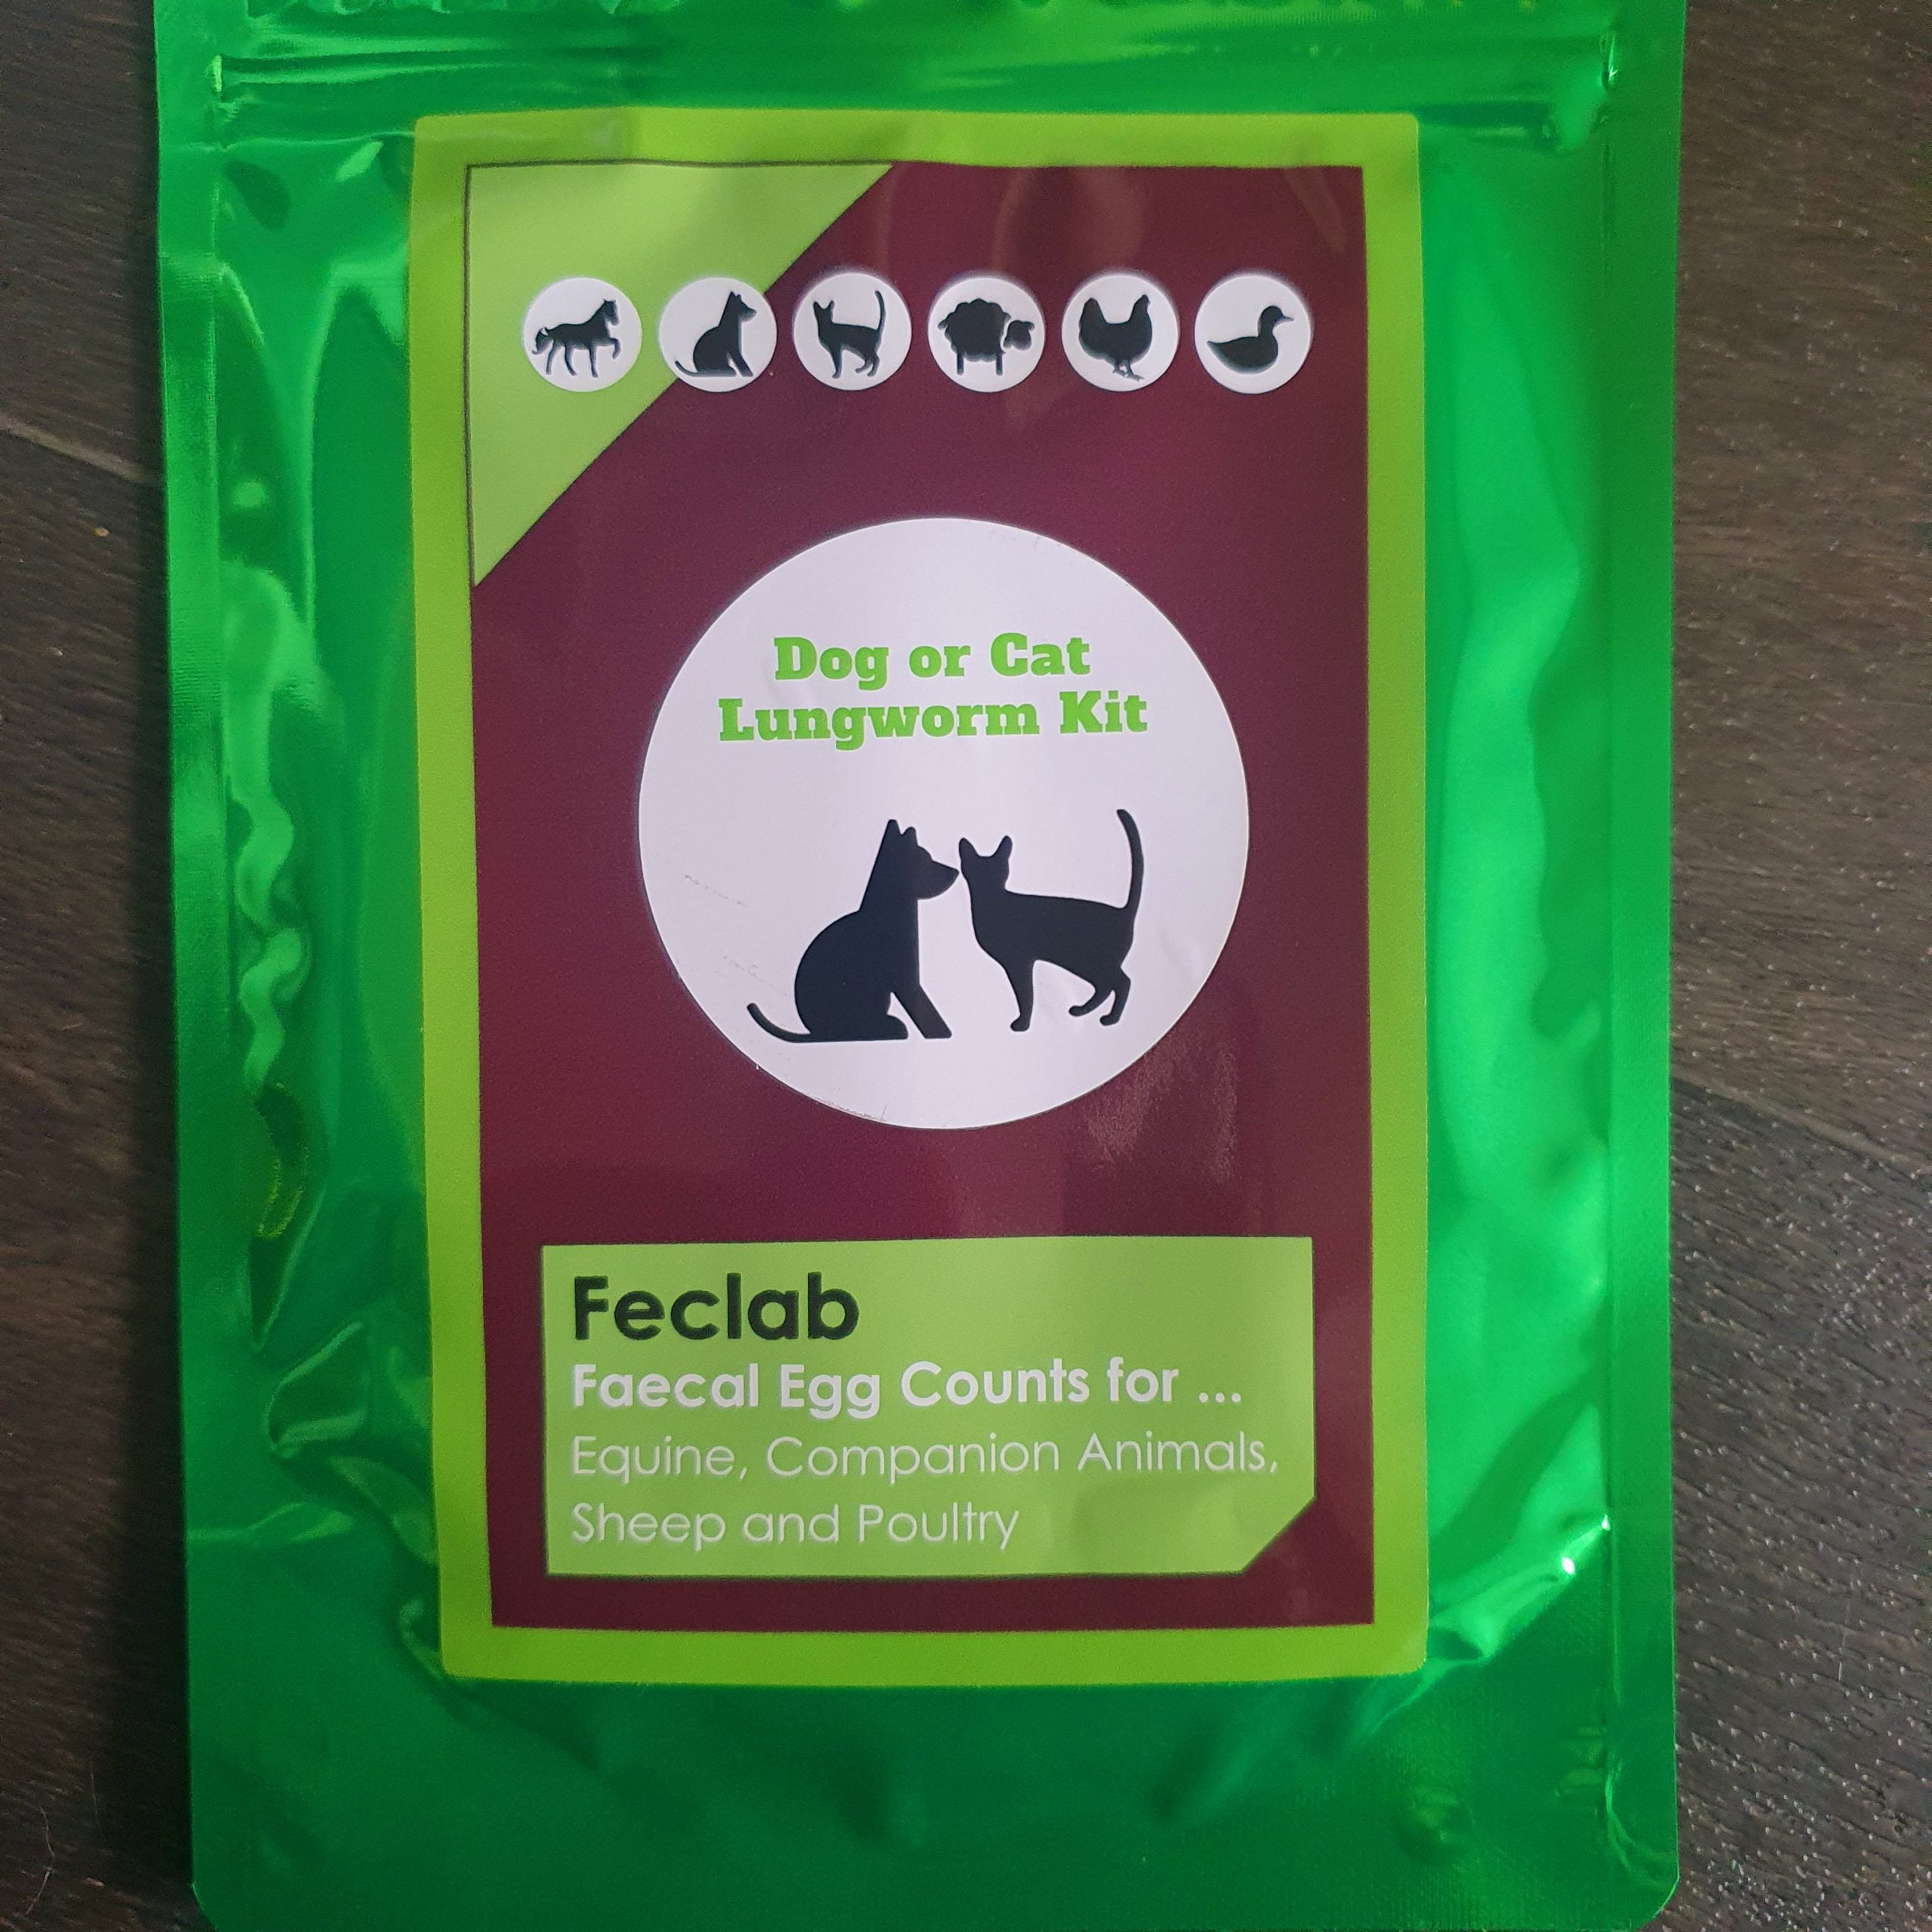 Dog or Cat
Lungworm Kit
Feclab
Faecal Egg Counts for ...
Equine, Companion Animals,
Sheep and Poultry